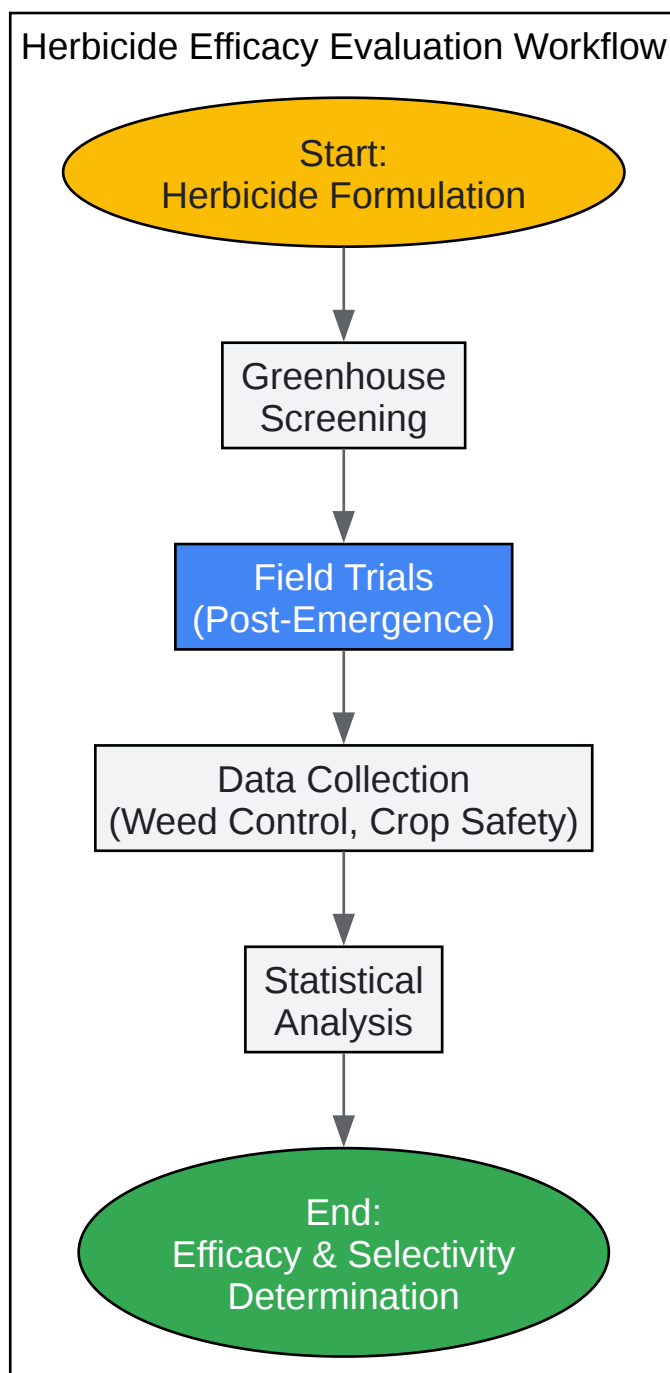 Herbicide Efficacy Evaluation Workflow
Start:
Herbicide Formulation
Greenhouse
Screening
Field Trials
(Post-Emergence)
Data Collection
(Weed Control, Crop Safety)
Statistical
Analysis
End:
Efficacy & Selectivity
Determination